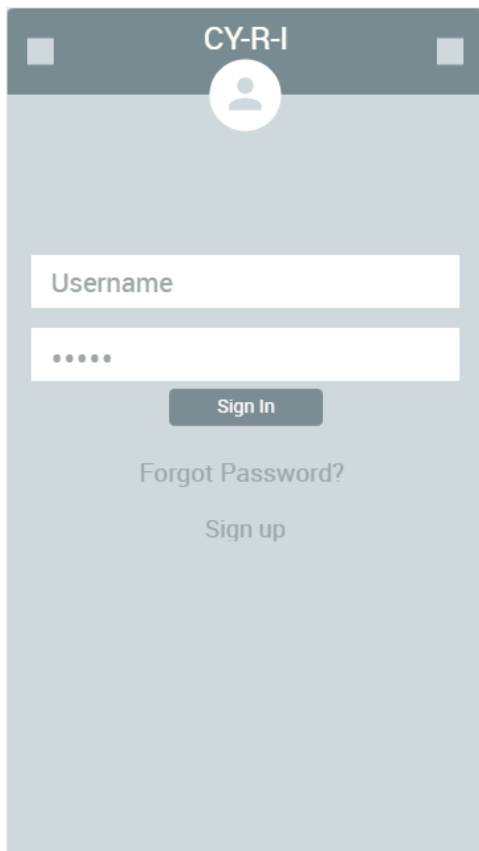 CY-R-I
Username
•••••
Sign In
Forgot Password?
Sign up